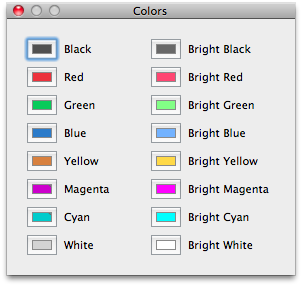 Colors
Black Bright Black
Red Bright Red
Green Bright Green
Blue Bright Blue
Yellow Bright Yellow
Magenta Bright Magenta
Cyan Bright Cyan
White Bright White